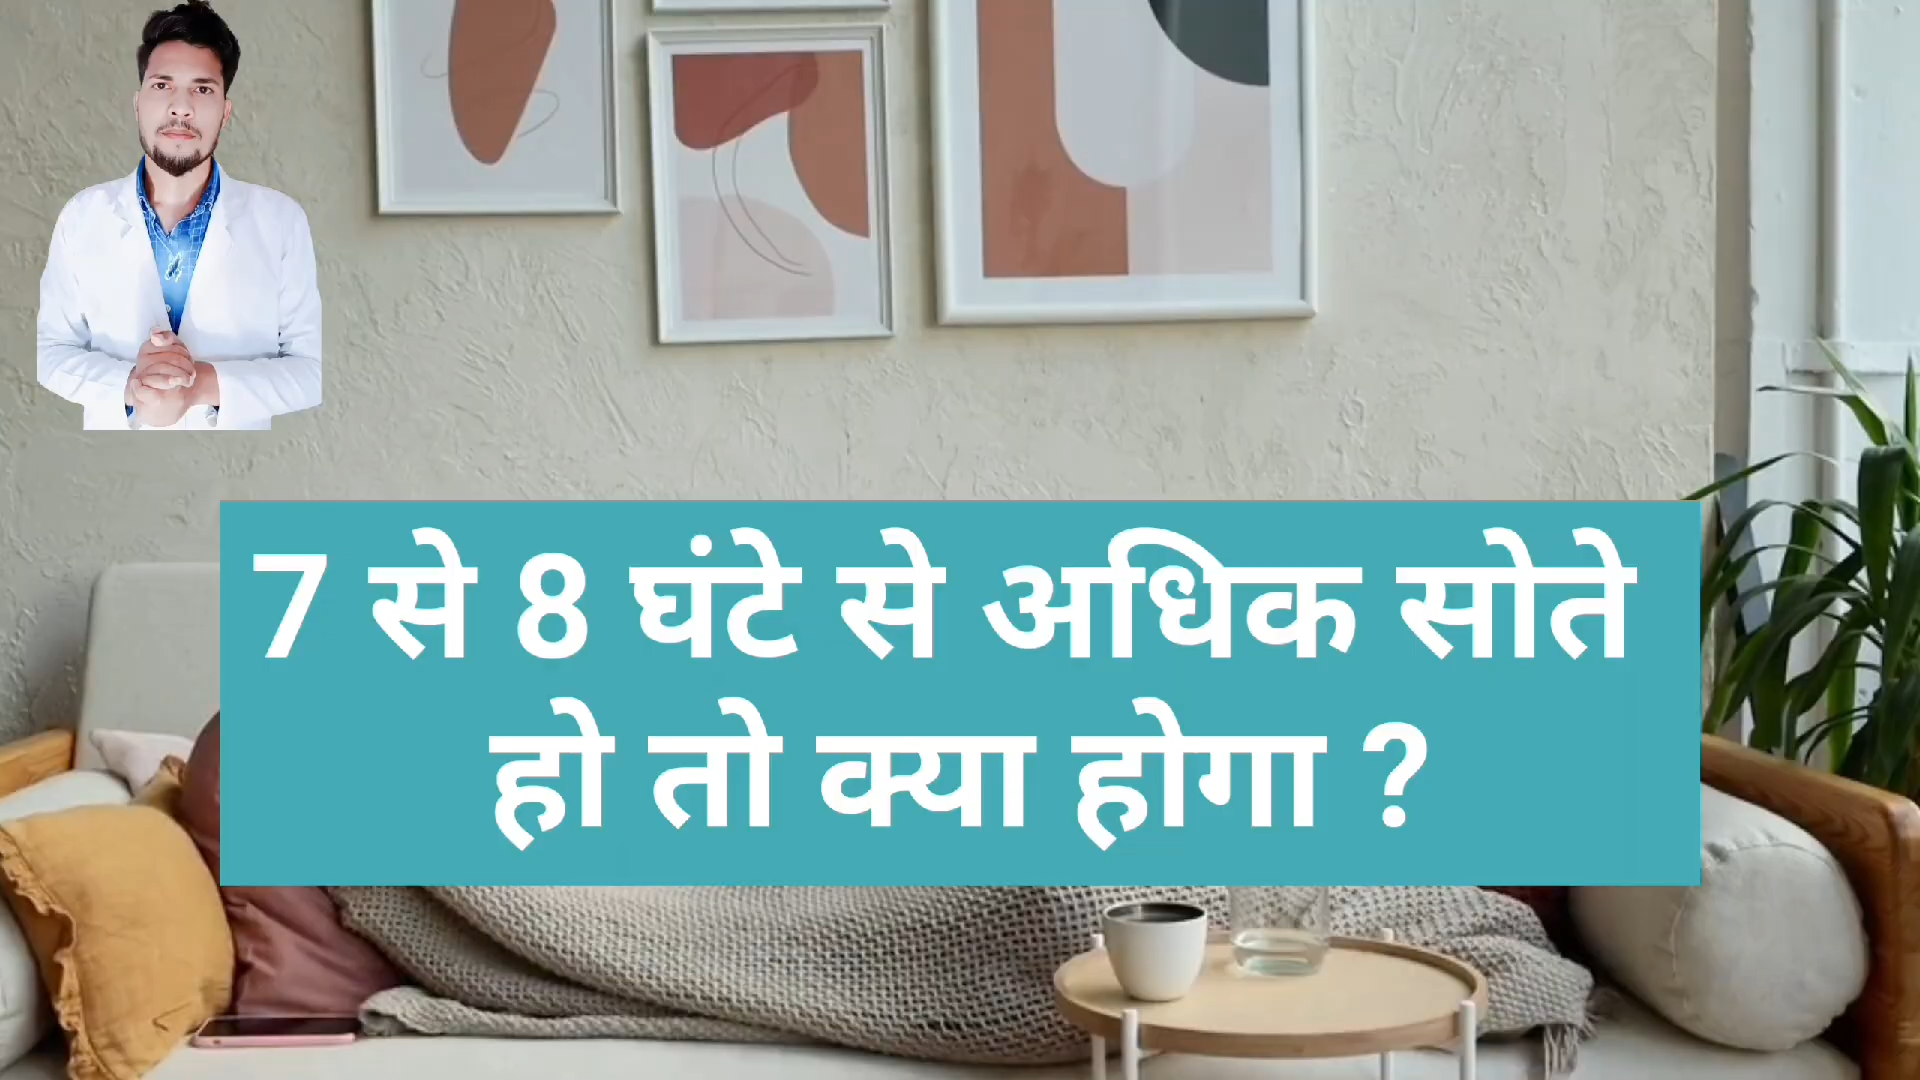 7 से 8 घंटे से अधिक सोते
हो तो क्या होगा ?